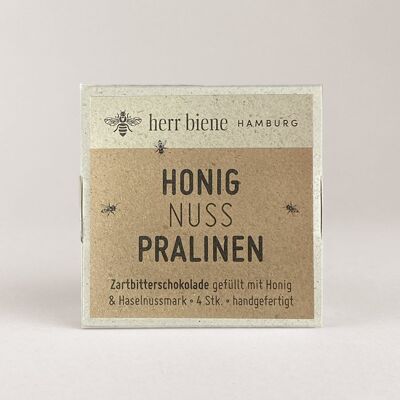 herr biene HAMBURG
HONIG
NUSS
PRALINEN
Zartbitterschokolade gefüllt mit Honig
& Haselnussmark • 4 Stk. • handgefertigt